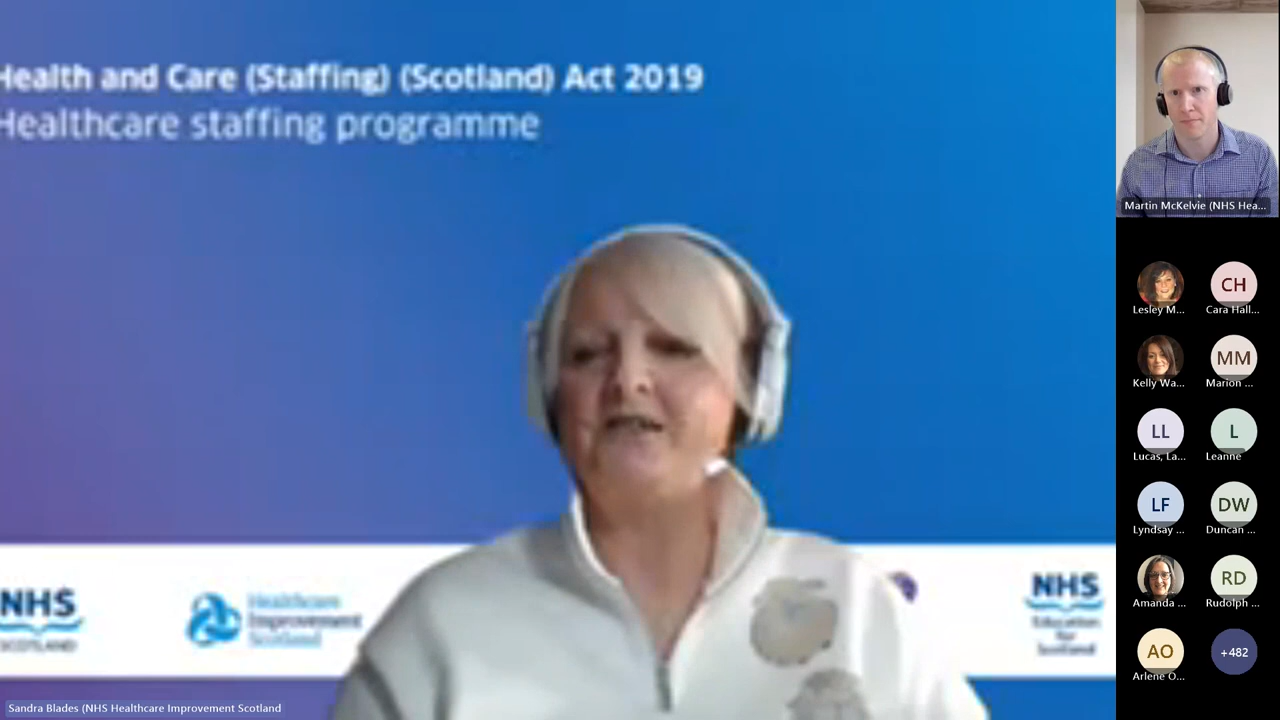 Health and Care (Staffing) (Scotland) Act 2019
Healthcare staffing programme
NHS
SCOTLAND
Healthcare
Improvement
Scotland
NHS
Education
for
Scotland
Sandra Blades (NHS Healthcare Improvement Scotland
Martin McKelvie (NHS Hea...
Lesley M...
CH
Cara Hall...
Kelly Wa...
MM
Marion ...
LL
Lucas, La...
L
Leanne
LF
Lyndsay ...
DW
Duncan ...
Amanda ...
RD
Rudolph ...
AO
Arlene O...
+482